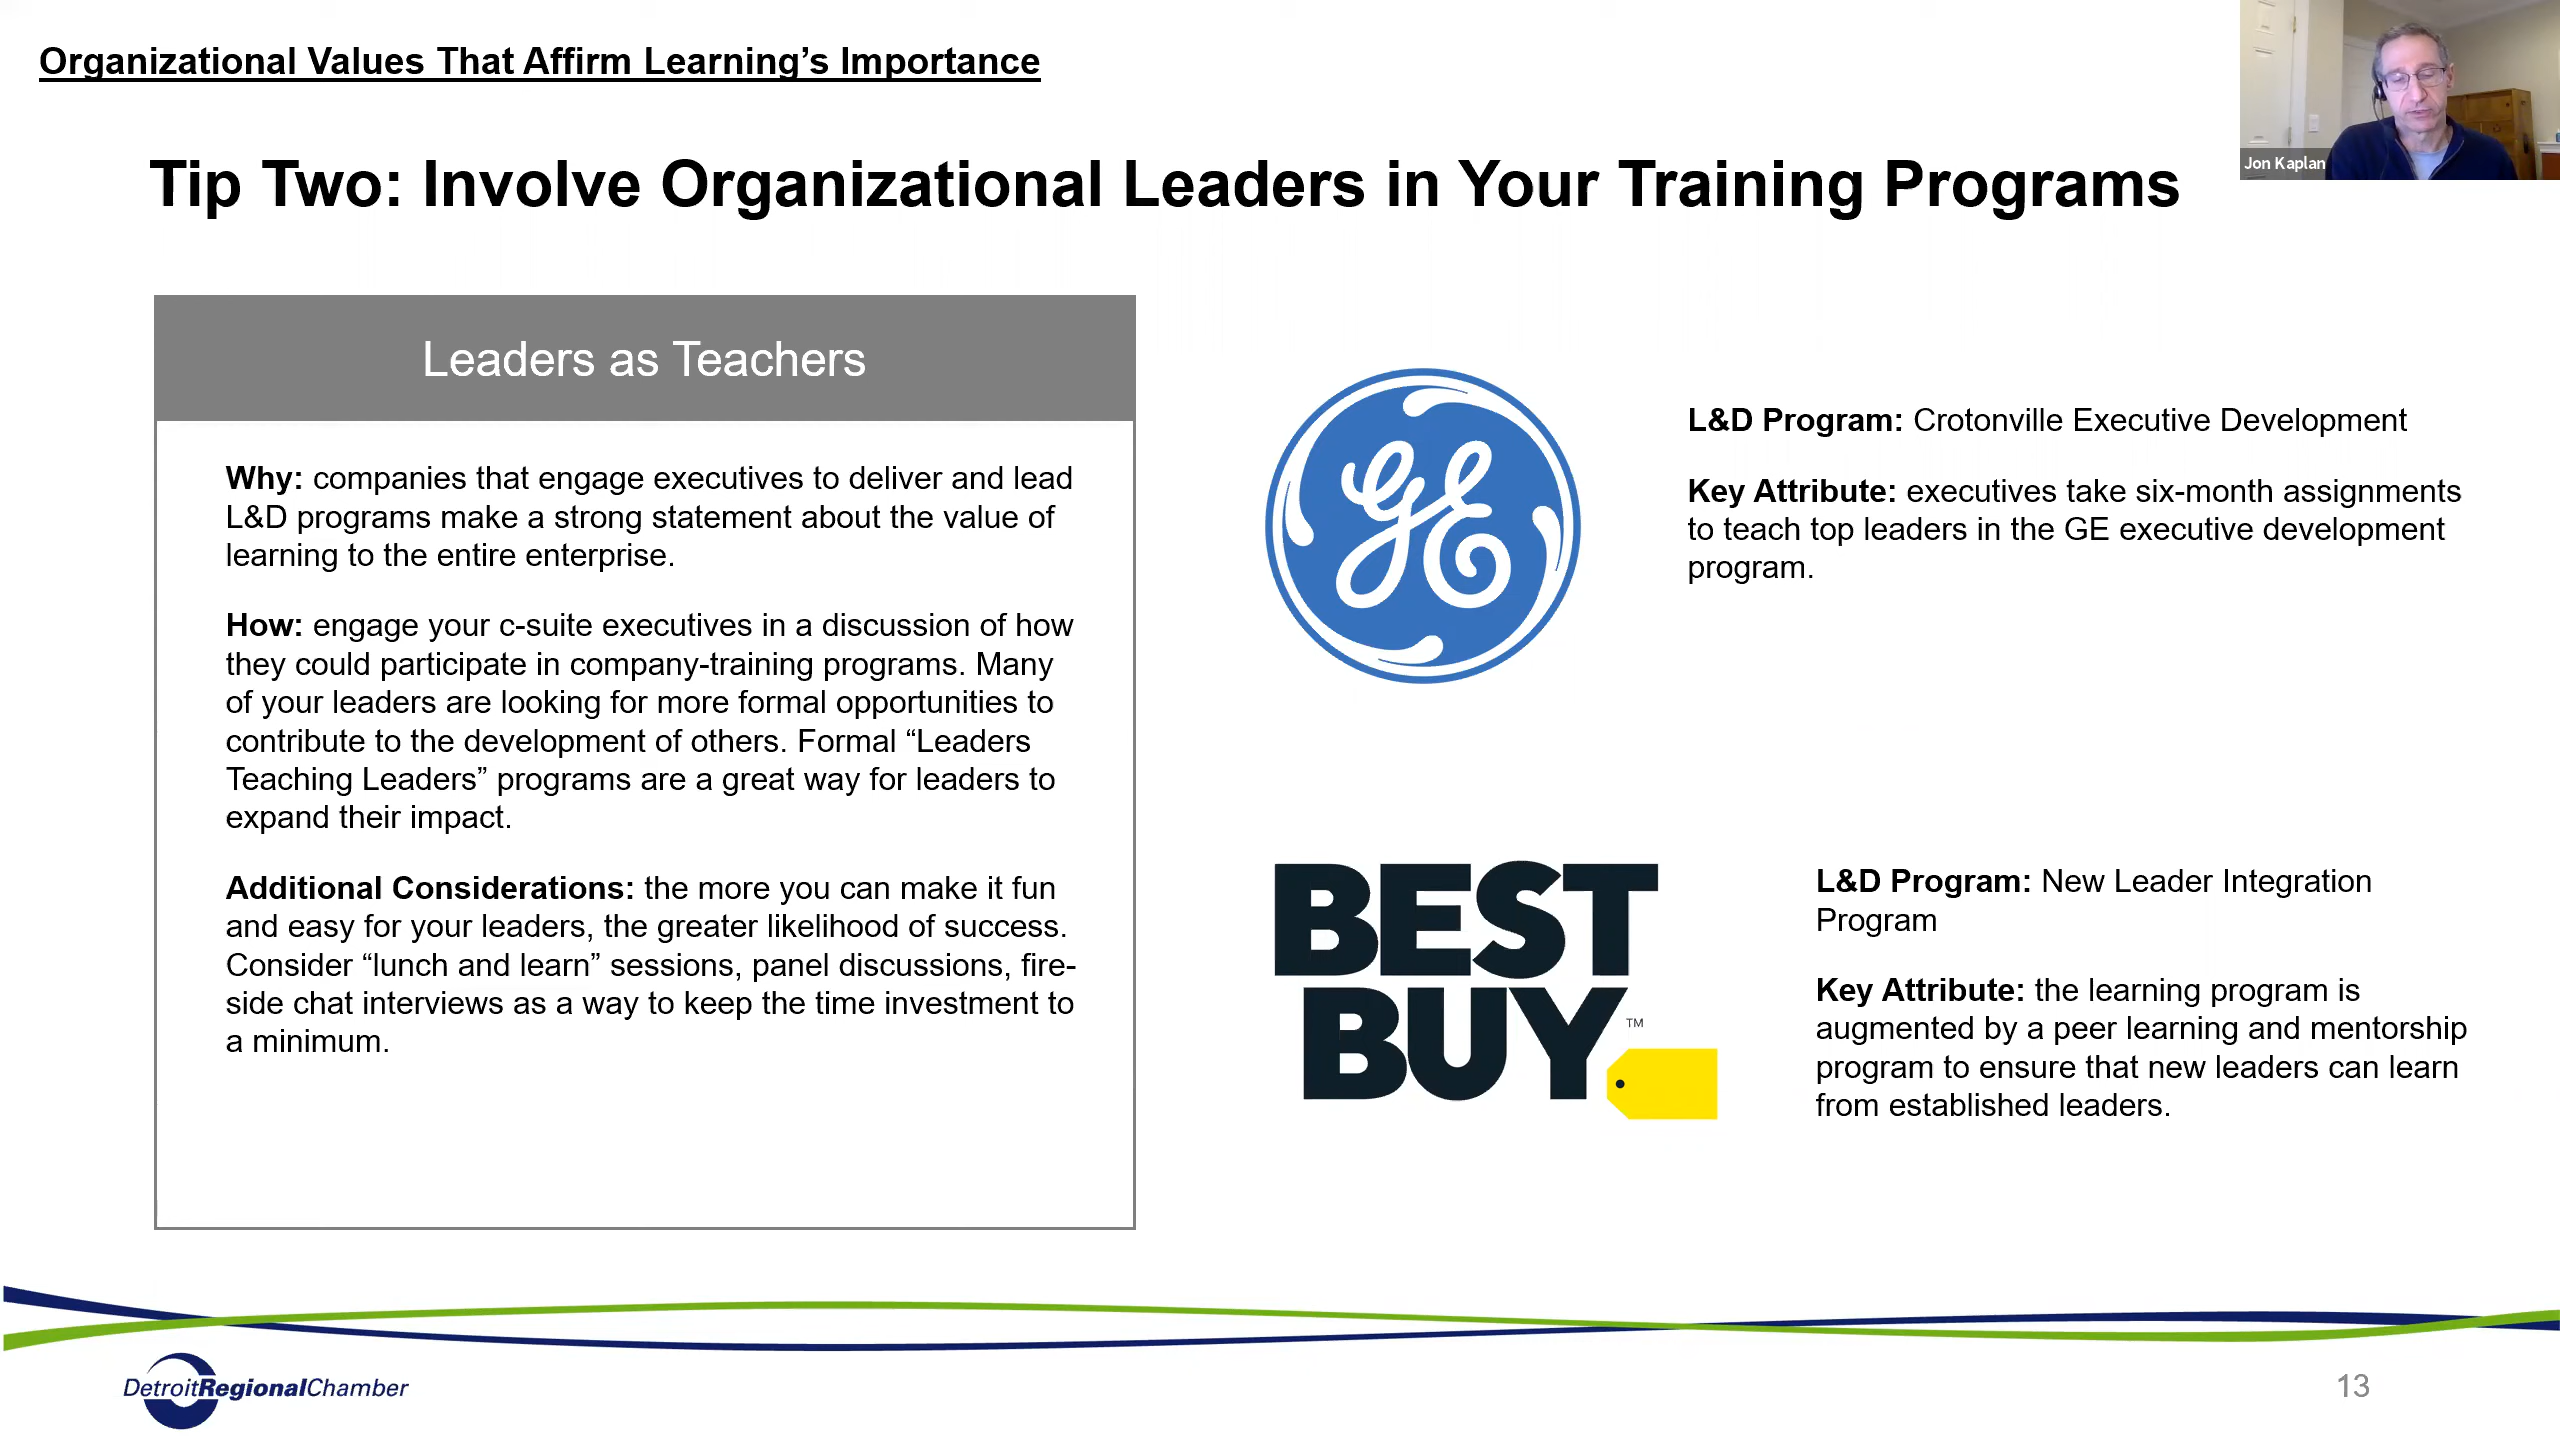 Organizational Values That Affirm Learning’s Importance
Jon Kaplan
Tip Two: Involve Organizational Leaders in Your Training Programs
Leaders as Teachers
Why: companies that engage executives to deliver and lead
L&D programs make a strong statement about the value of
learning to the entire enterprise.
How: engage your c-suite executives in a discussion of how
they could participate in company-training programs. Many
of your leaders are looking for more formal opportunities to
contribute to the development of others. Formal “Leaders
Teaching Leaders” programs are a great way for leaders to
expand their impact.
Additional Considerations: the more you can make it fun
and easy for your leaders, the greater likelihood of success.
Consider “lunch and learn” sessions, panel discussions, fire-
side chat interviews as a way to keep the time investment to
a minimum.
GE
L&D Program: Crotonville Executive Development
Key Attribute: executives take six-month assignments
to teach top leaders in the GE executive development
program.
BEST
BUY™
L&D Program: New Leader Integration
Program
Key Attribute: the learning program is
augmented by a peer learning and mentorship
program to ensure that new leaders can learn
from established leaders.
DetroitRegionalChamber
13